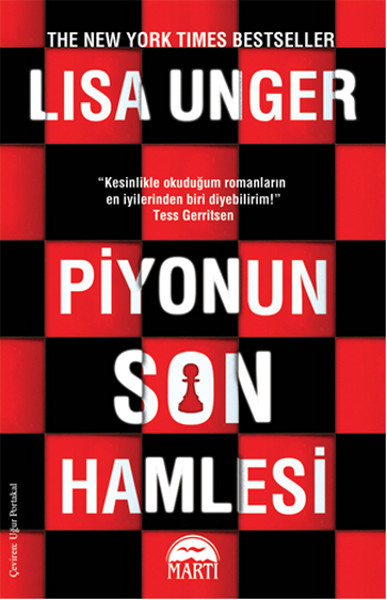 THE NEW YORK TIMES BESTSELLER
LISA UNGER
“Kesinlikle okuduğum romanların
en iyilerinden biri diyebilirim!”
Tess Gerritsen
PİYONUN
SON
HAMLESİ
Çeviren: Uğur Portakal
MARTI